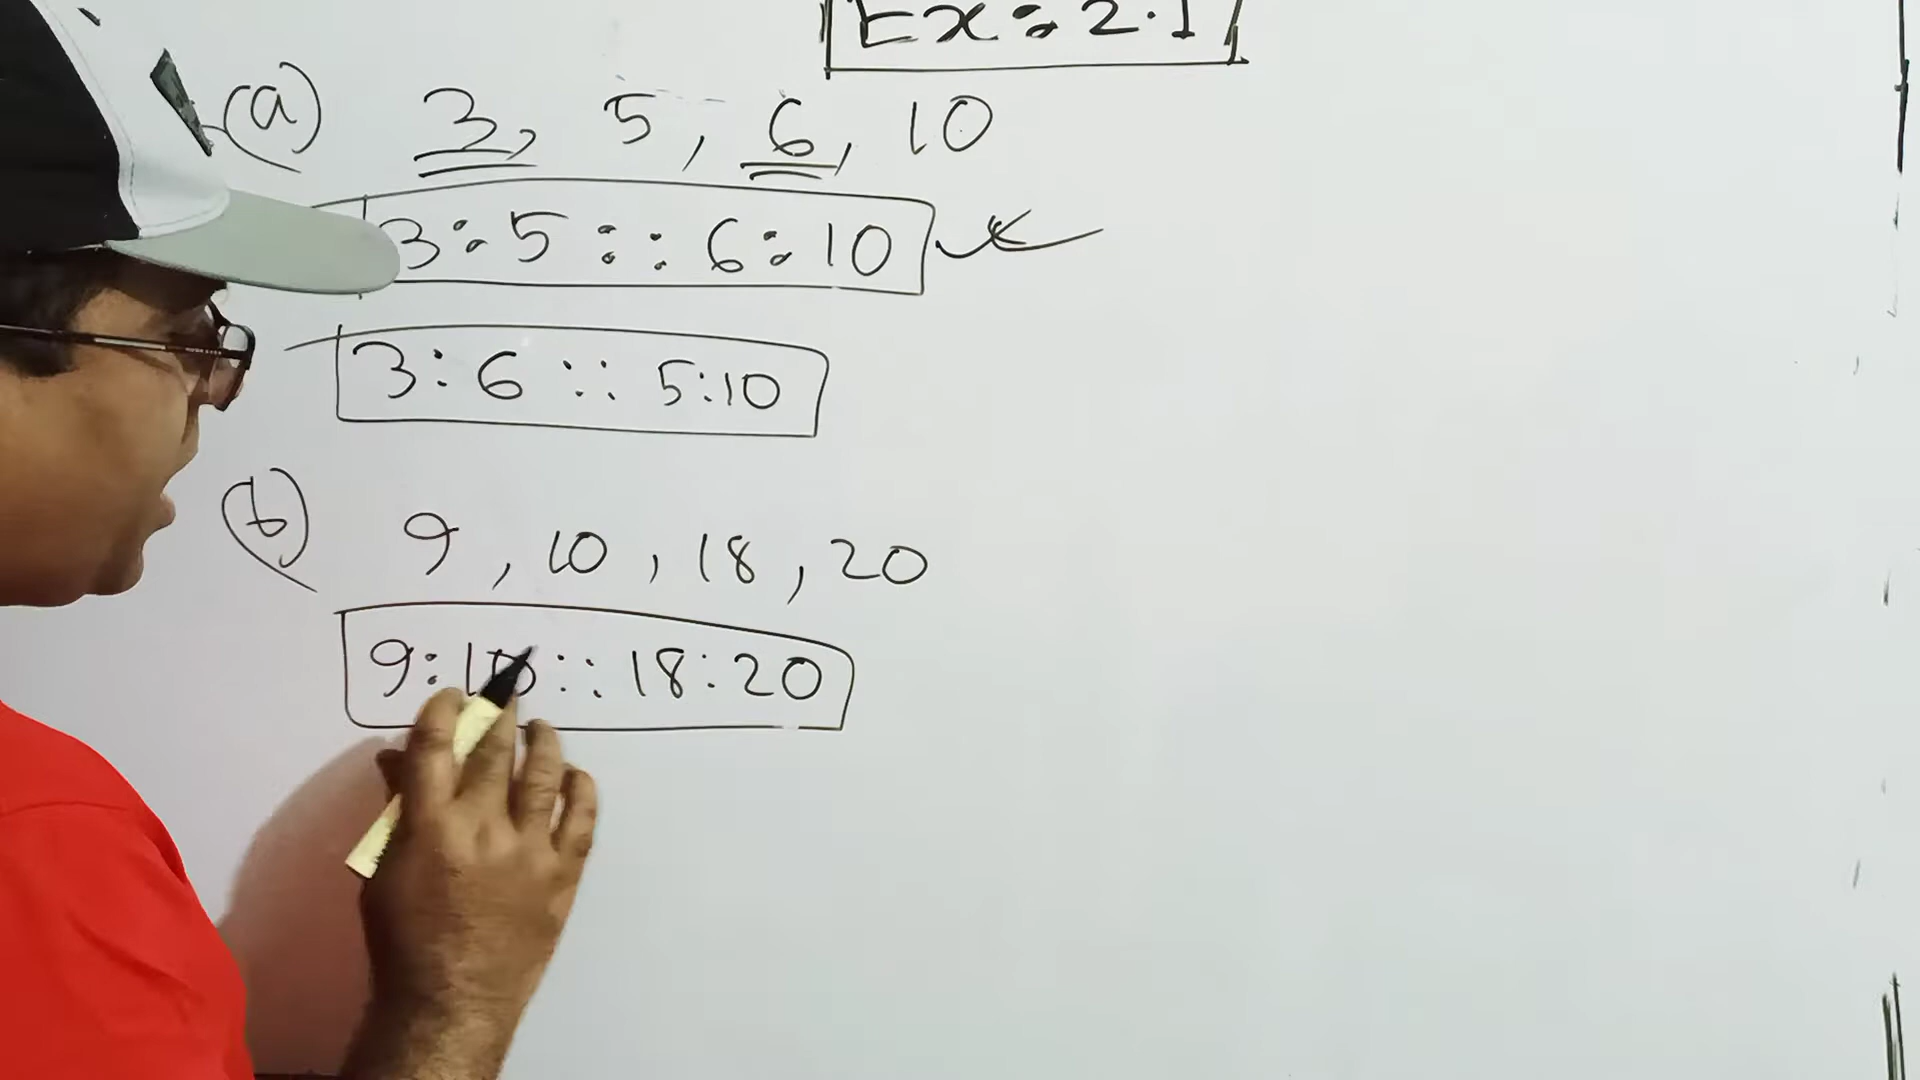 Ex: 2.1
(a) 3, 5, 6, 10
3:5 :: 6:10
3:6 :: 5:10
(b) 9, 10, 18, 20
9:10 :: 18:20